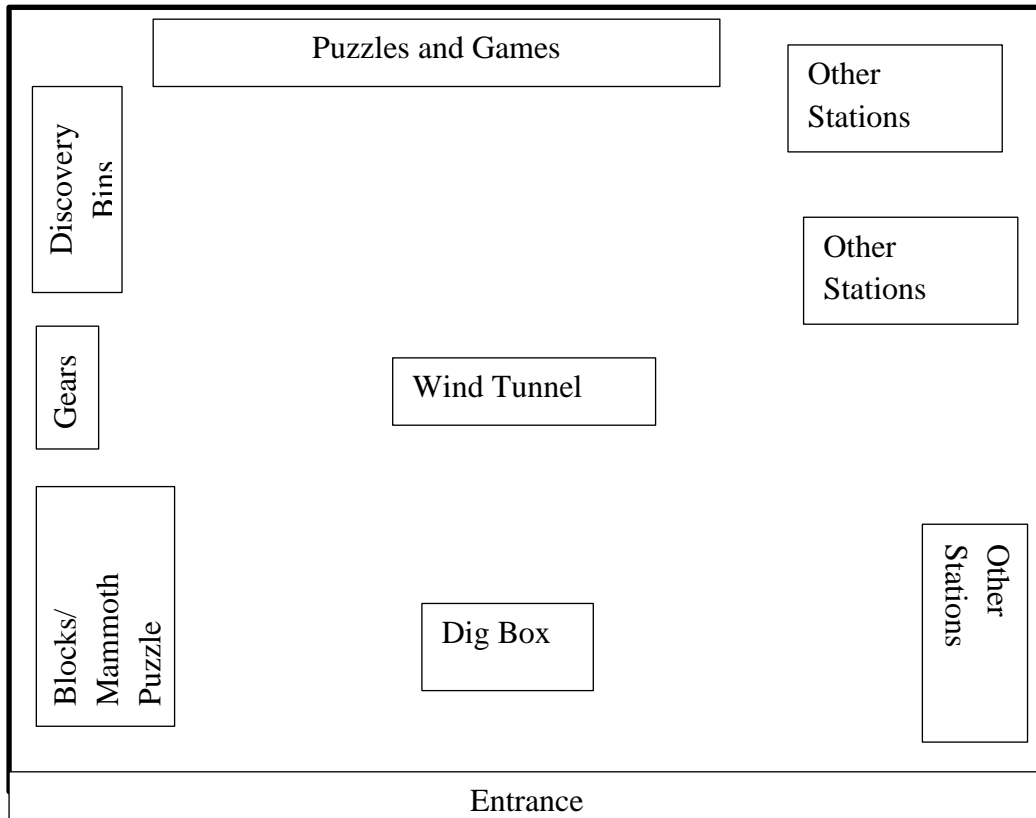 Puzzles and Games
Other
Stations
Discovery
Bins
Other
Stations
Gears
Wind Tunnel
Blocks/
Mammoth
Puzzle
Dig Box
Other
Stations
Entrance